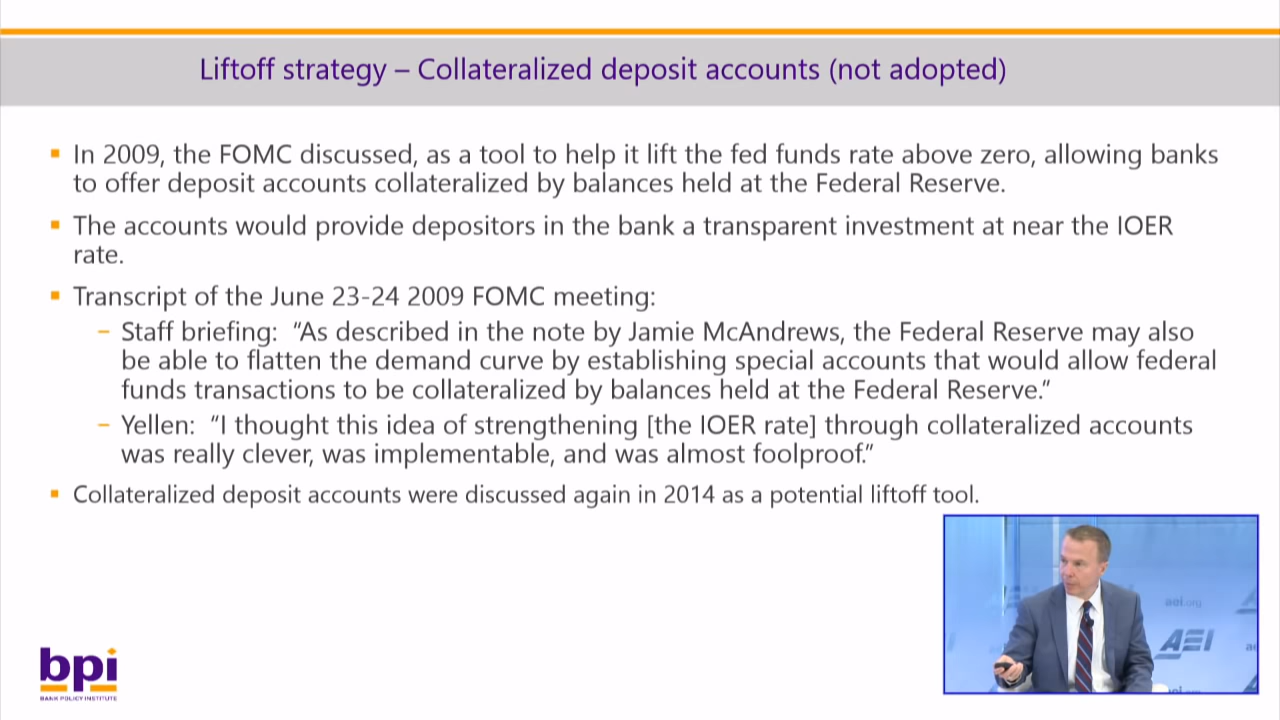 Liftoff strategy – Collateralized deposit accounts (not adopted)
In 2009, the FOMC discussed, as a tool to help it lift the fed funds rate above zero, allowing banks
to offer deposit accounts collateralized by balances held at the Federal Reserve.
The accounts would provide depositors in the bank a transparent investment at near the IOER
rate.
Transcript of the June 23-24 2009 FOMC meeting:
– Staff briefing: “As described in the note by Jamie McAndrews, the Federal Reserve may also
be able to flatten the demand curve by establishing special accounts that would allow federal
funds transactions to be collateralized by balances held at the Federal Reserve.”
– Yellen: “I thought this idea of strengthening [the IOER rate] through collateralized accounts
was really clever, was implementable, and was almost foolproof.”
Collateralized deposit accounts were discussed again in 2014 as a potential liftoff tool.
aei.org
AEI
bpi
BANK POLICY INSTITUTE